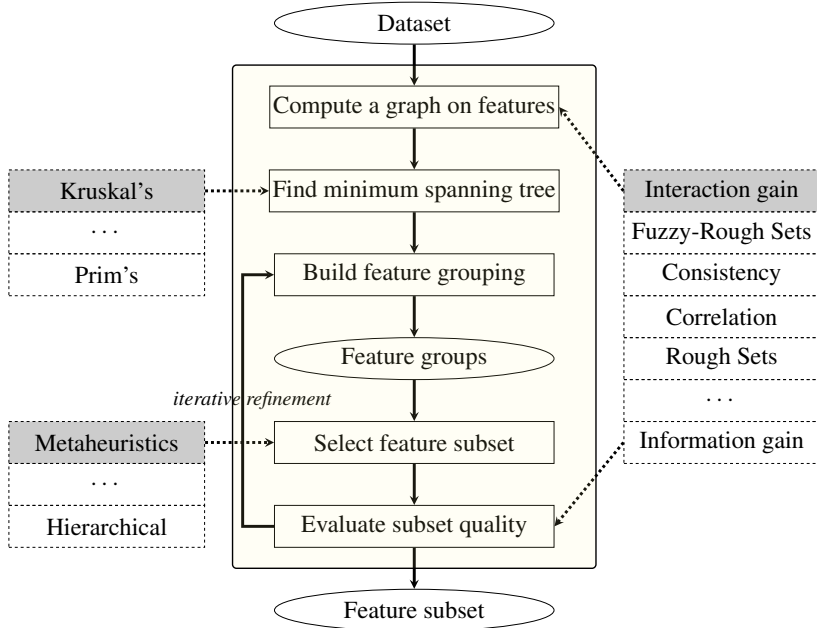 Dataset
Compute a graph on features
Kruskal's
Find minimum spanning tree
Interaction gain
· · ·
Fuzzy-Rough Sets
Prim's
Build feature grouping
Consistency
Correlation
Feature groups
Rough Sets
iterative refinement
· · ·
Metaheuristics
Select feature subset
Information gain
· · ·
Hierarchical
Evaluate subset quality
Feature subset